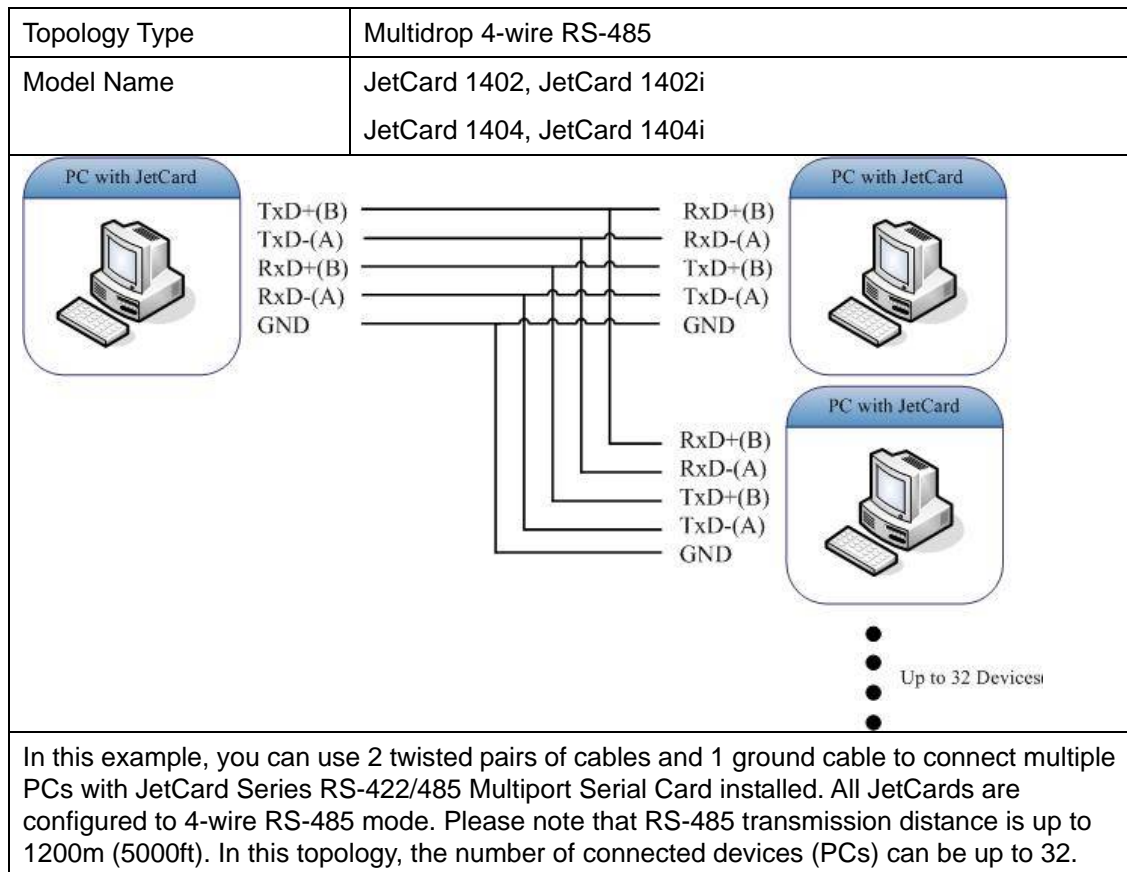 Topology Type
Multidrop 4-wire RS-485
Model Name
JetCard 1402, JetCard 1402i
JetCard 1404, JetCard 1404i
PC with JetCard
TxD+(B)
TxD-(A)
RxD+(B)
RxD-(A)
GND
RxD+(B)
RxD-(A)
TxD+(B)
TxD-(A)
GND
PC with JetCard
RxD+(B)
RxD-(A)
TxD+(B)
TxD-(A)
GND
PC with JetCard
Up to 32 Devices
In this example, you can use 2 twisted pairs of cables and 1 ground cable to connect multiple
PCs with JetCard Series RS-422/485 Multiport Serial Card installed. All JetCards are
configured to 4-wire RS-485 mode. Please note that RS-485 transmission distance is up to
1200m (5000ft). In this topology, the number of connected devices (PCs) can be up to 32.